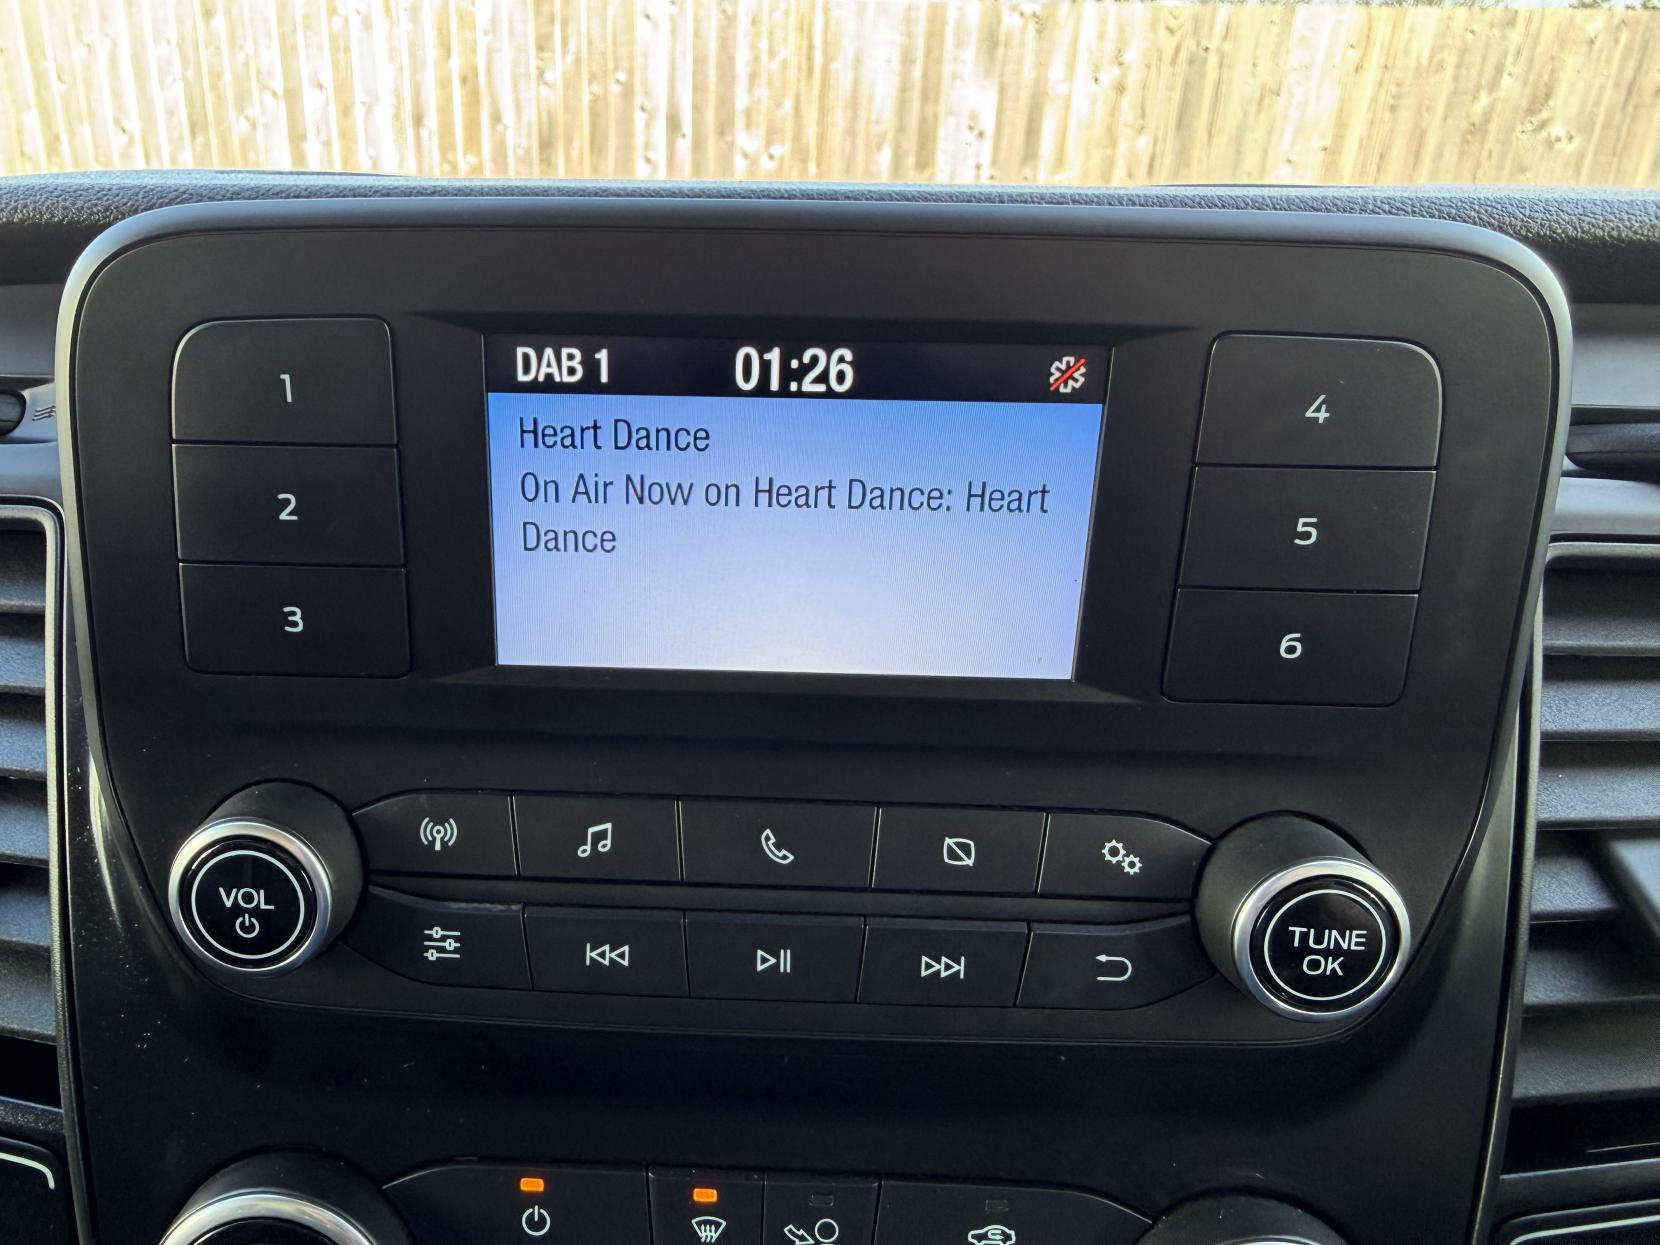 DAB 1 01:26
Heart Dance
On Air Now on Heart Dance: Heart
Dance
1
2
3
4
5
6
VOL
TUNE
OK